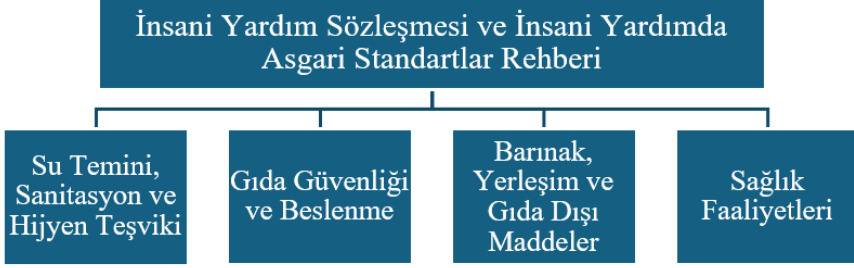 İnsani Yardım Sözleşmesi ve İnsani Yardımda
Asgari Standartlar Rehberi
Su Temini,
Sanitasyon ve
Hijyen Teşviki
Gıda Güvenliği
ve Beslenme
Barınak,
Yerleşim ve
Gıda Dışı
Maddeler
Sağlık
Faaliyetleri